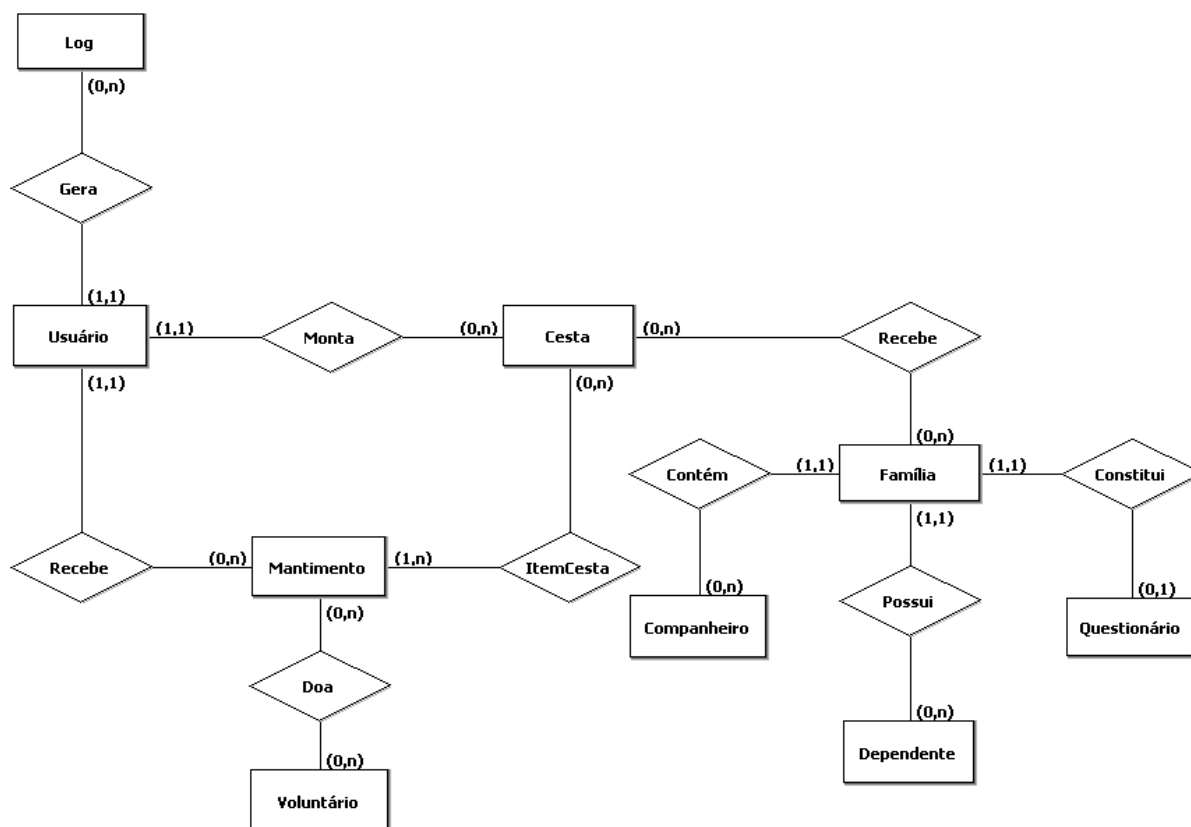 Log
(0,n)
Gera
(1,1)
Usuário
(1,1)
Monta
(0,n)
Cesta
(0,n)
Recebe
(1,1)
(0,n)
(0,n)
Contém
(1,1)
Família
(1,1)
Constitui
(1,1)
Recebe
(0,n)
Mantimento
(1,n)
ItemCesta
(0,n)
(0,n)
Possui
(0,1)
Companheiro
Questionário
Doa
(0,n)
Dependente
(0,n)
Voluntário